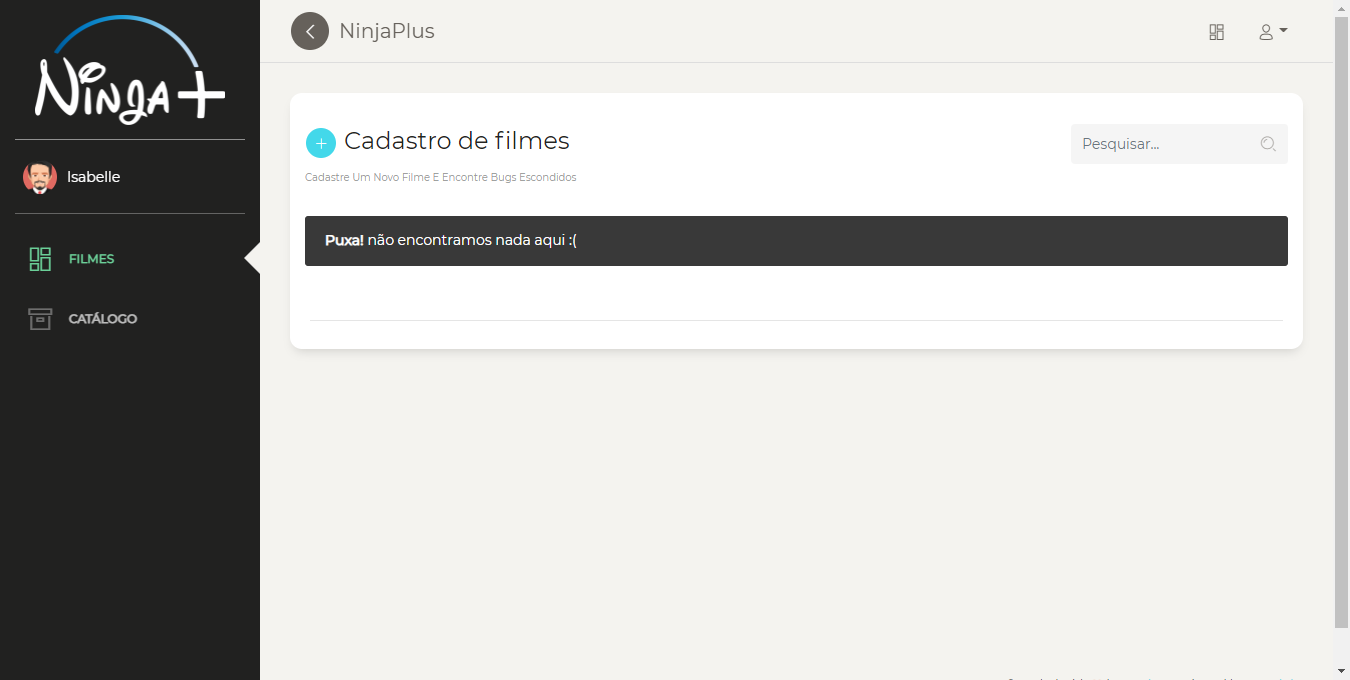 Ninja+
NinjaPlus
Isabelle
FILMES
CATÁLOGO
Cadastro de filmes
Pesquisar...
Cadastre Um Novo Filme E Encontre Bugs Escondidos
Puxa! não encontramos nada aqui :(